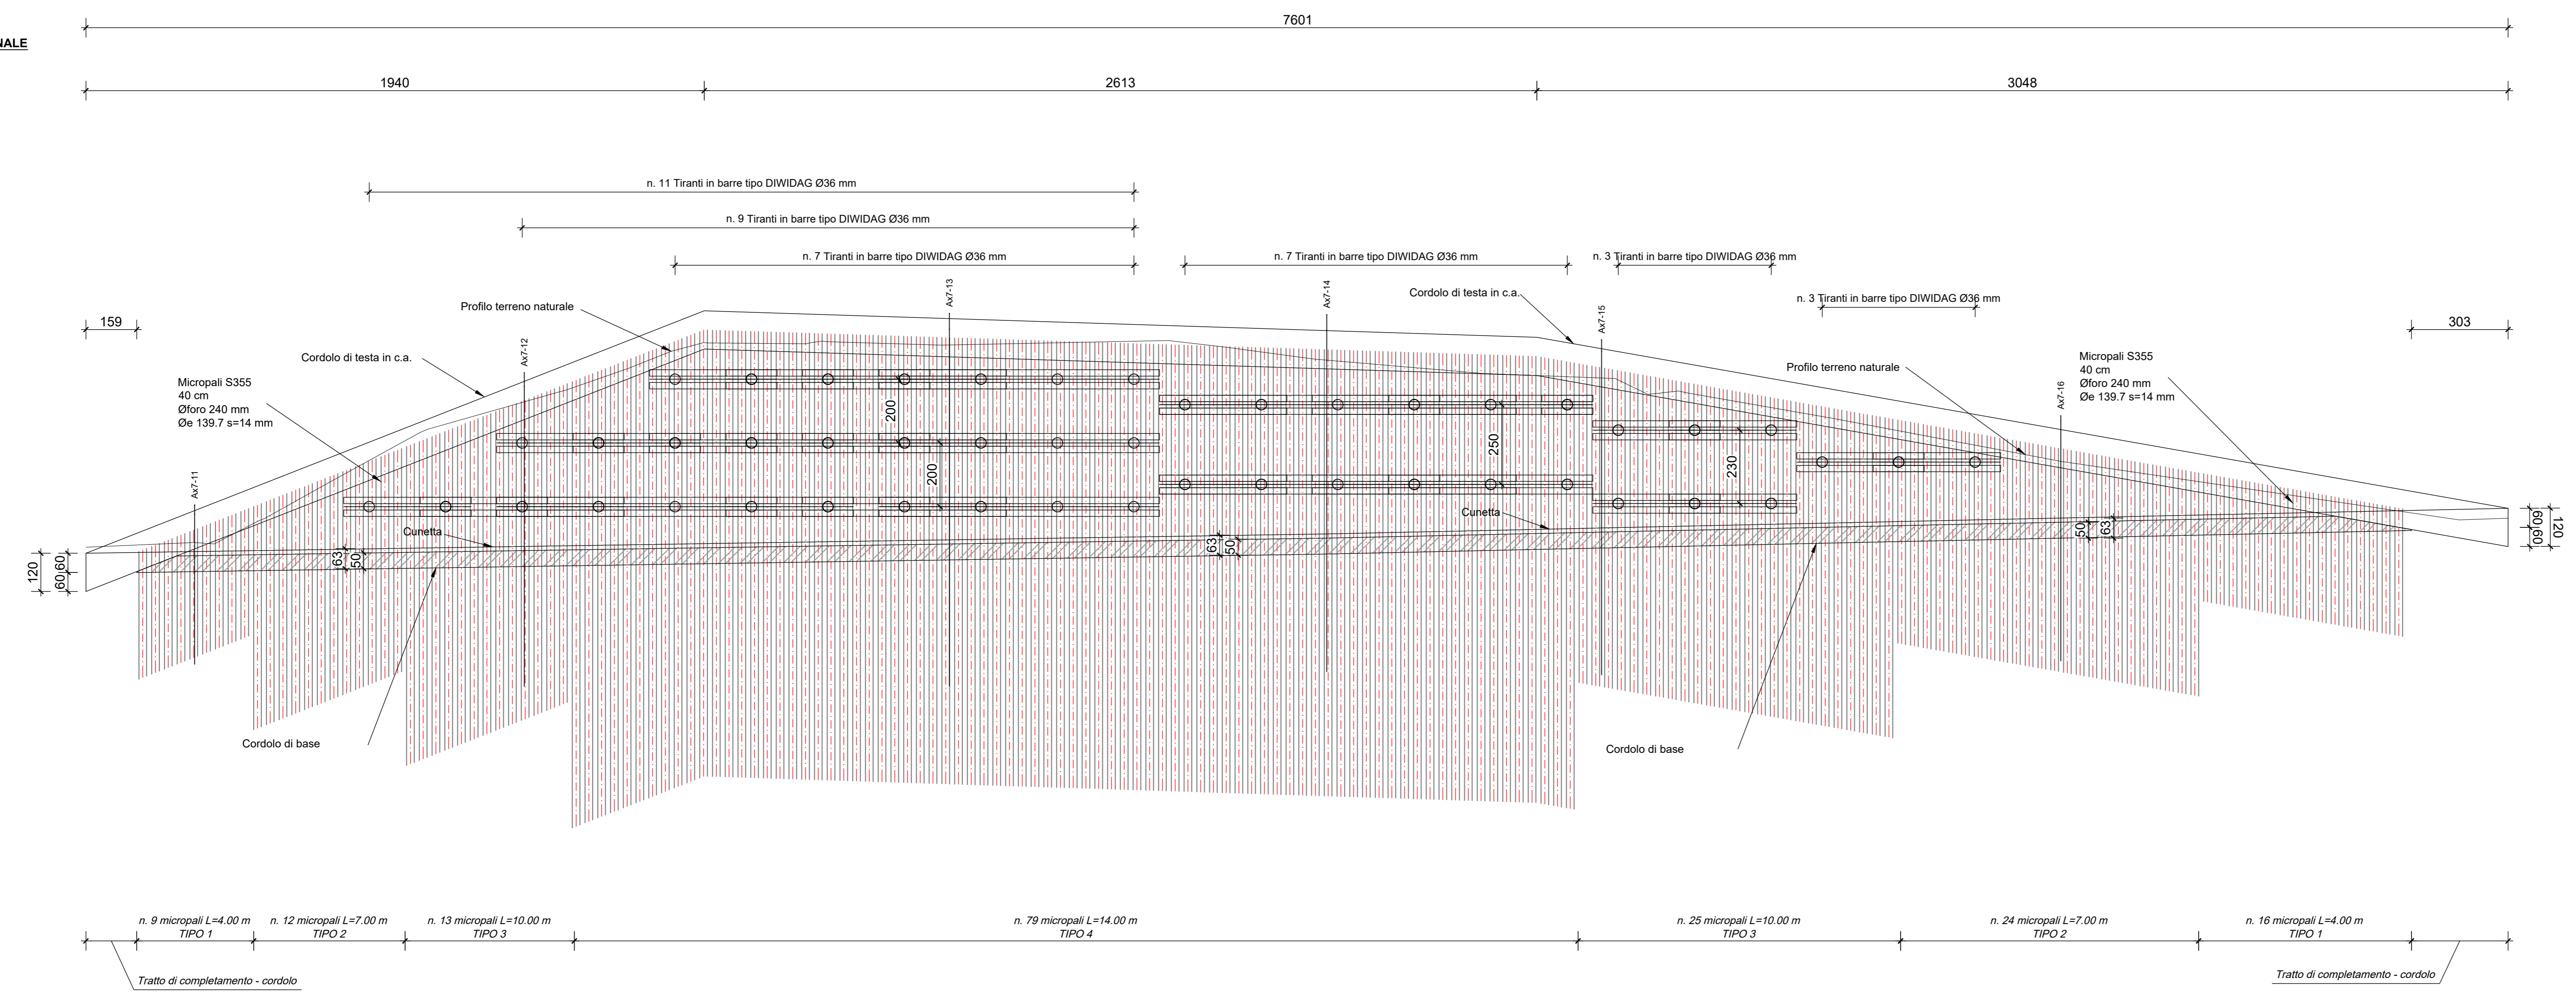 7601
NALE
1940
2613
3048
n. 11 Tiranti in barre tipo DIWIDAG Ø36 mm
n. 9 Tiranti in barre tipo DIWIDAG Ø36 mm
n. 7 Tiranti in barre tipo DIWIDAG Ø36 mm
n. 7 Tiranti in barre tipo DIWIDAG Ø36 mm
n. 3 Tiranti in barre tipo DIWIDAG Ø36 mm
n. 3 Tiranti in barre tipo DIWIDAG Ø36 mm
159
303
Profilo terreno naturale
Cordolo di testa in c.a.
Cordolo di testa in c.a.
Profilo terreno naturale
Micropali S355
40 cm
Øforo 240 mm
Øe 139.7 s=14 mm
Micropali S355
40 cm
Øforo 240 mm
Øe 139.7 s=14 mm
Ax7-11
Ax7-12
Ax7-13
Ax7-14
Ax7-15
Ax7-16
200
200
250
230
Cunetta
Cunetta
63
50
63
50
50
63
120
60
60
60
60
120
Cordolo di base
Cordolo di base
n. 9 micropali L=4.00 m
TIPO 1
n. 12 micropali L=7.00 m
TIPO 2
n. 13 micropali L=10.00 m
TIPO 3
n. 79 micropali L=14.00 m
TIPO 4
n. 25 micropali L=10.00 m
TIPO 3
n. 24 micropali L=7.00 m
TIPO 2
n. 16 micropali L=4.00 m
TIPO 1
Tratto di completamento - cordolo
Tratto di completamento - cordolo